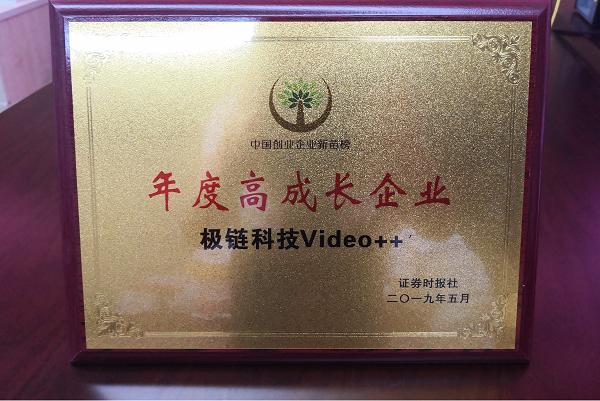 中国创业企业新苗榜
年度高成长企业
极链科技Video++
证券时报社
二〇一九年五月